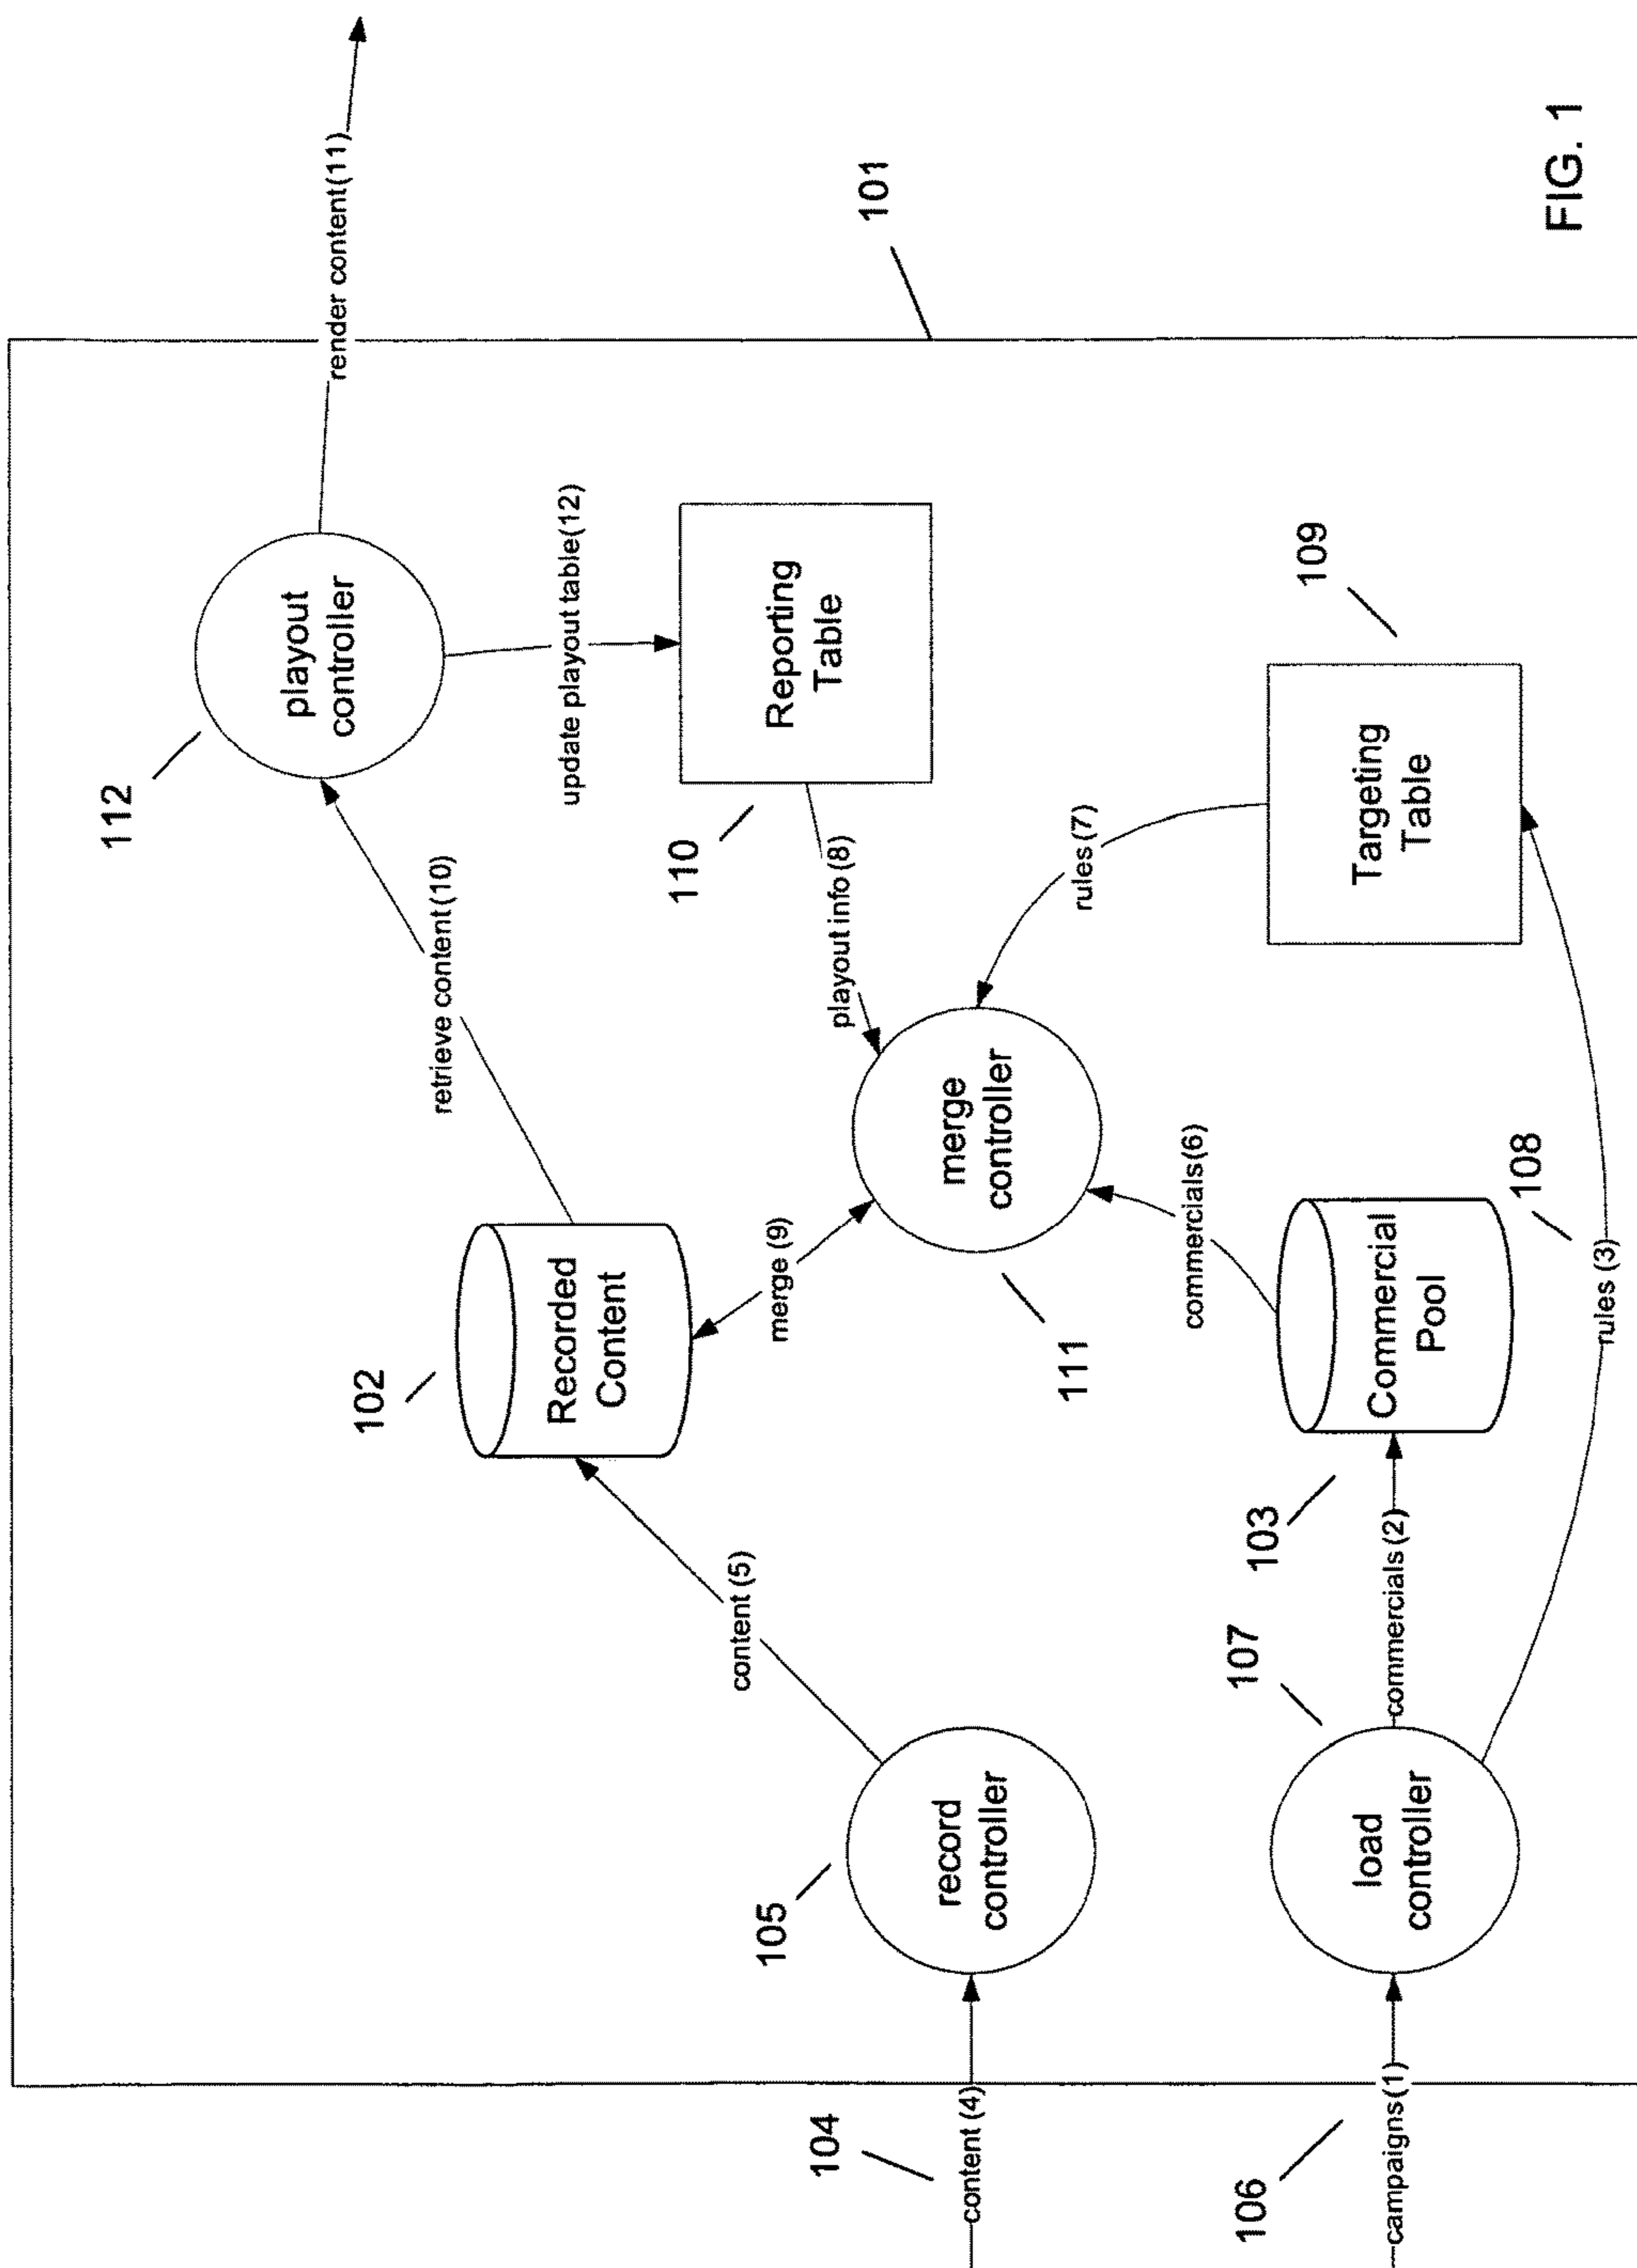 render content(11)
112
playout
controller
retrieve content(10)
update playout table(12)
102
Recorded
Content
110
Reporting
Table
101
content (5)
merge (9)
playout info (8)
105
record
controller
104
content (4)
111
merge
controller
rules (7)
commercials(6)
107
load
controller
106
campaigns(1)
103
commercials(2)
Commercial
Pool
108
rules (3)
109
Targeting
Table
FIG. 1